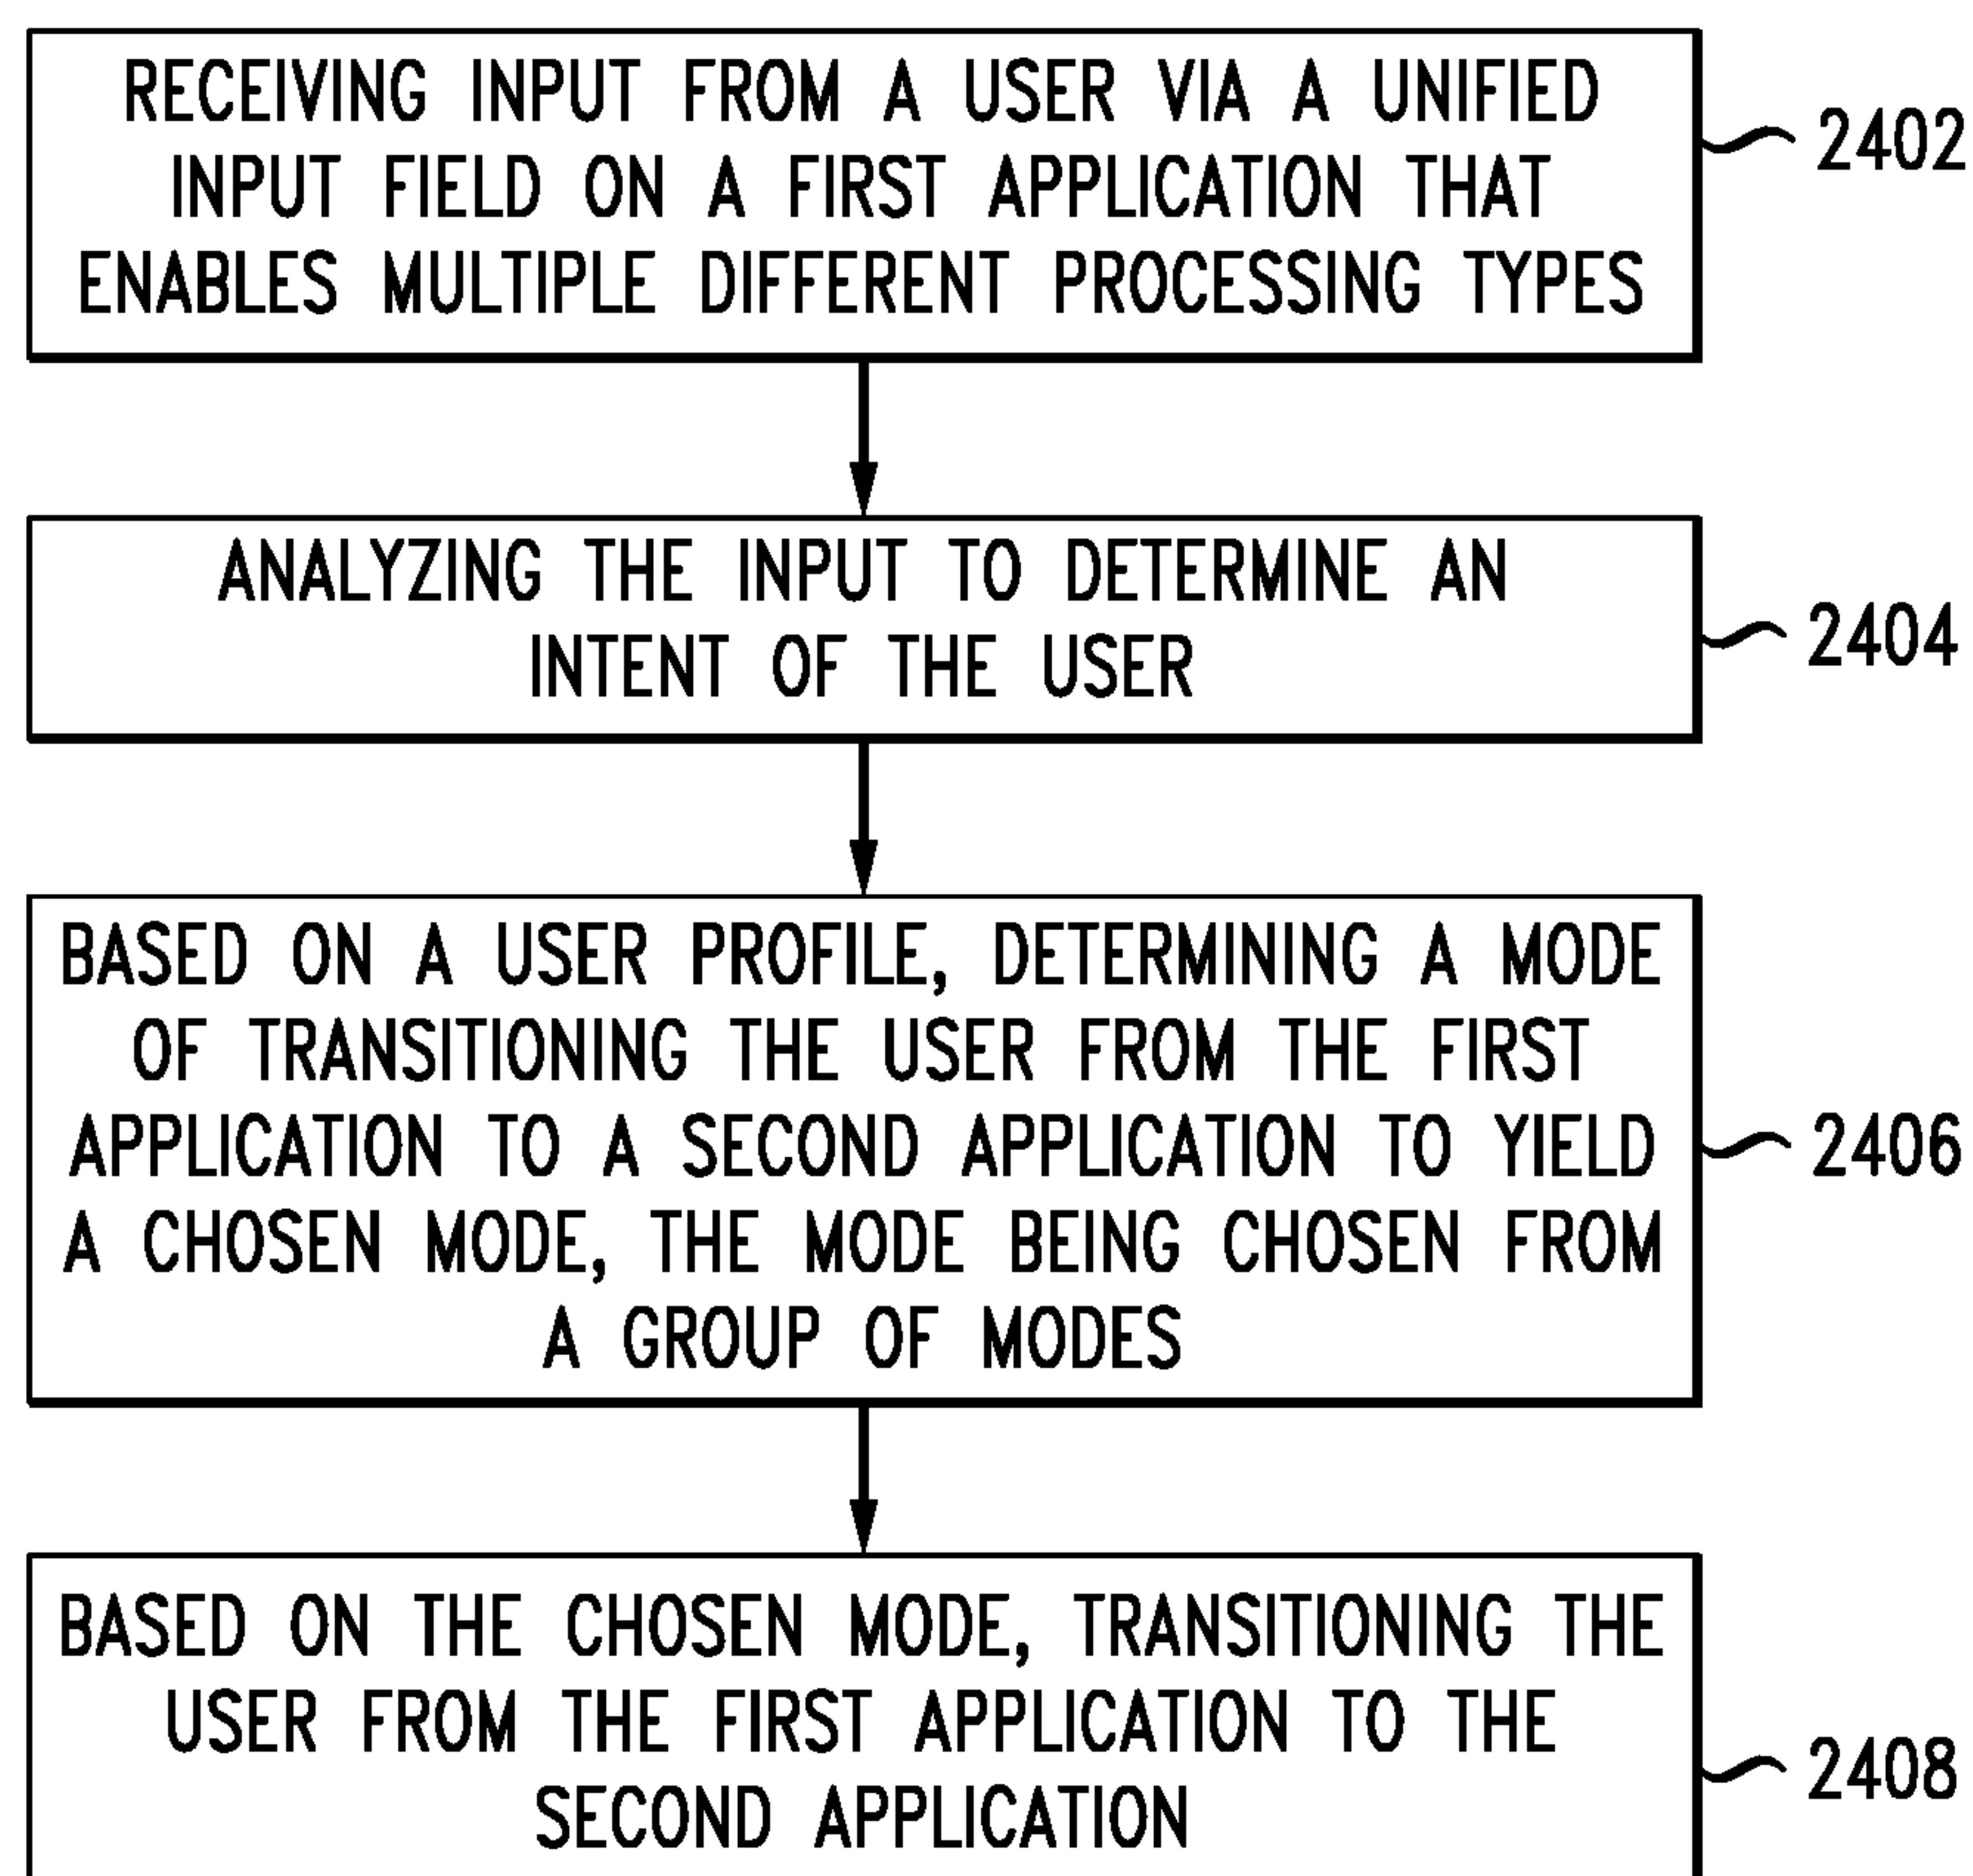 RECEIVING INPUT FROM A USER VIA A UNIFIED
INPUT FIELD ON A FIRST APPLICATION THAT
ENABLES MULTIPLE DIFFERENT PROCESSING TYPES
2402
ANALYZING THE INPUT TO DETERMINE AN
INTENT OF THE USER
2404
BASED ON A USER PROFILE, DETERMINING A MODE
OF TRANSITIONING THE USER FROM THE FIRST
APPLICATION TO A SECOND APPLICATION TO YIELD
A CHOSEN MODE, THE MODE BEING CHOSEN FROM
A GROUP OF MODES
2406
BASED ON THE CHOSEN MODE, TRANSITIONING THE
USER FROM THE FIRST APPLICATION TO THE
SECOND APPLICATION
2408